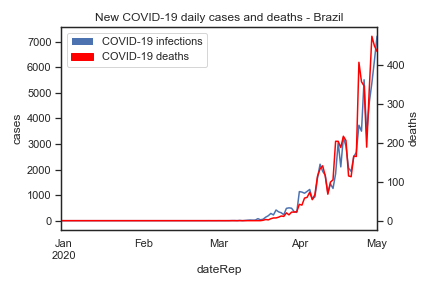 New COVID-19 daily cases and deaths - Brazil
COVID-19 infections
COVID-19 deaths
7000
6000
5000
4000
3000
2000
1000
0
cases
400
300
200
100
0
deaths
Jan
2020
Feb
Mar
Apr
May
dateRep